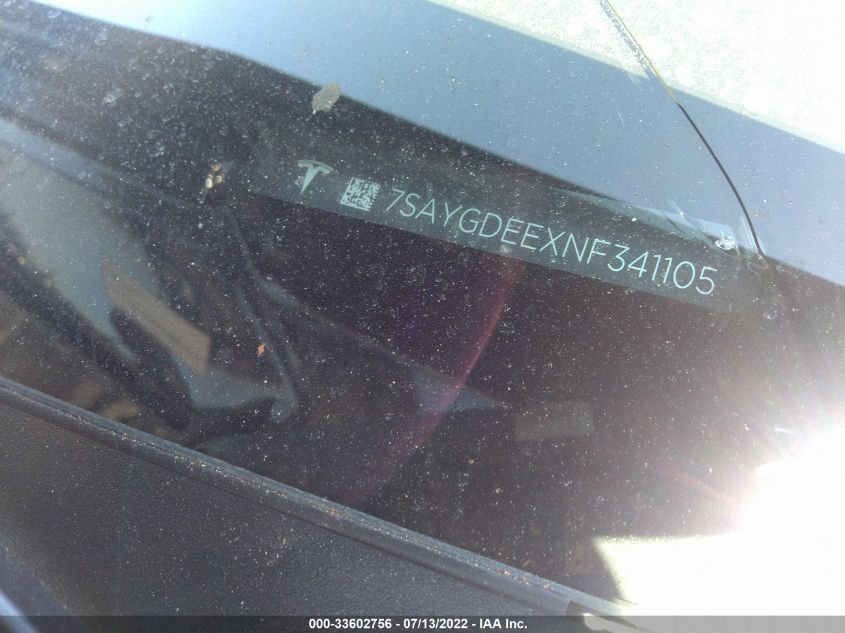 7SAYGDEEXNF341105
000-33602756 - 07/13/2022 - IAA Inc.